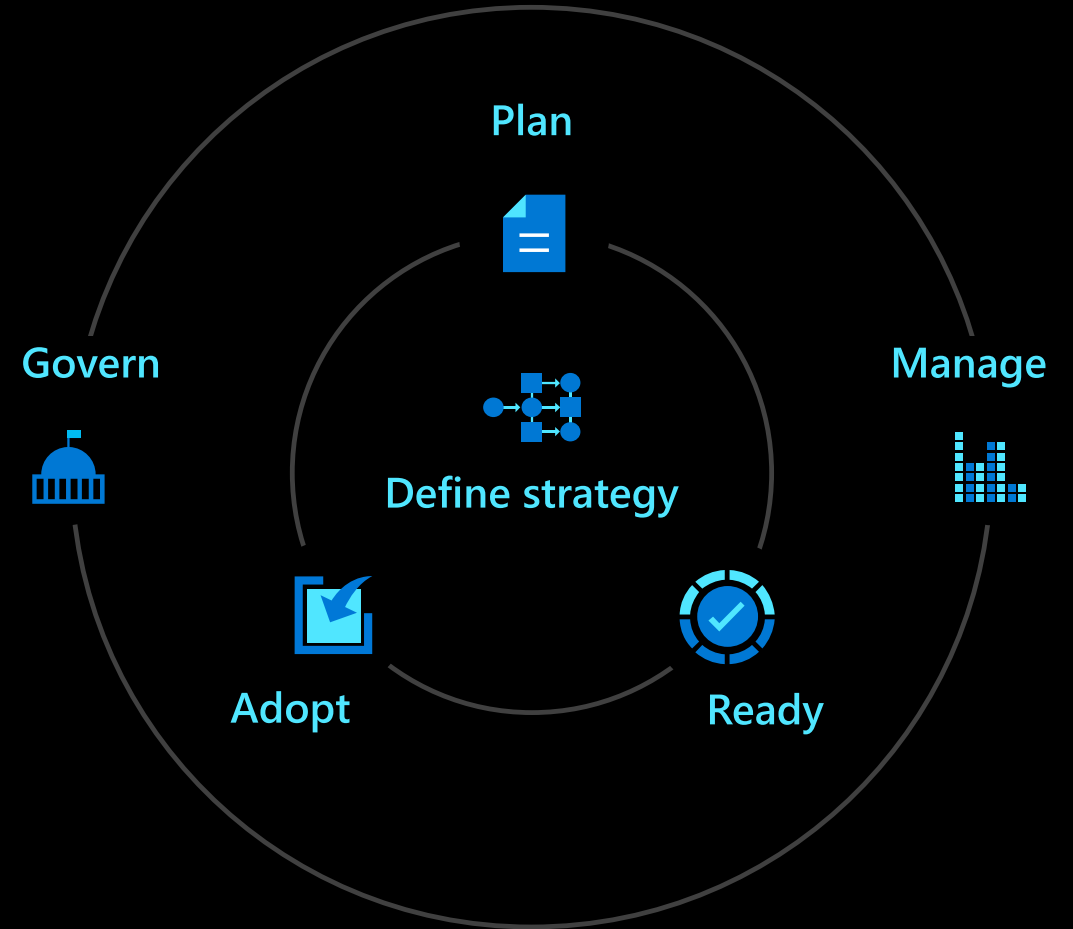 Plan
Govern
Manage
Define strategy
Adopt
Ready